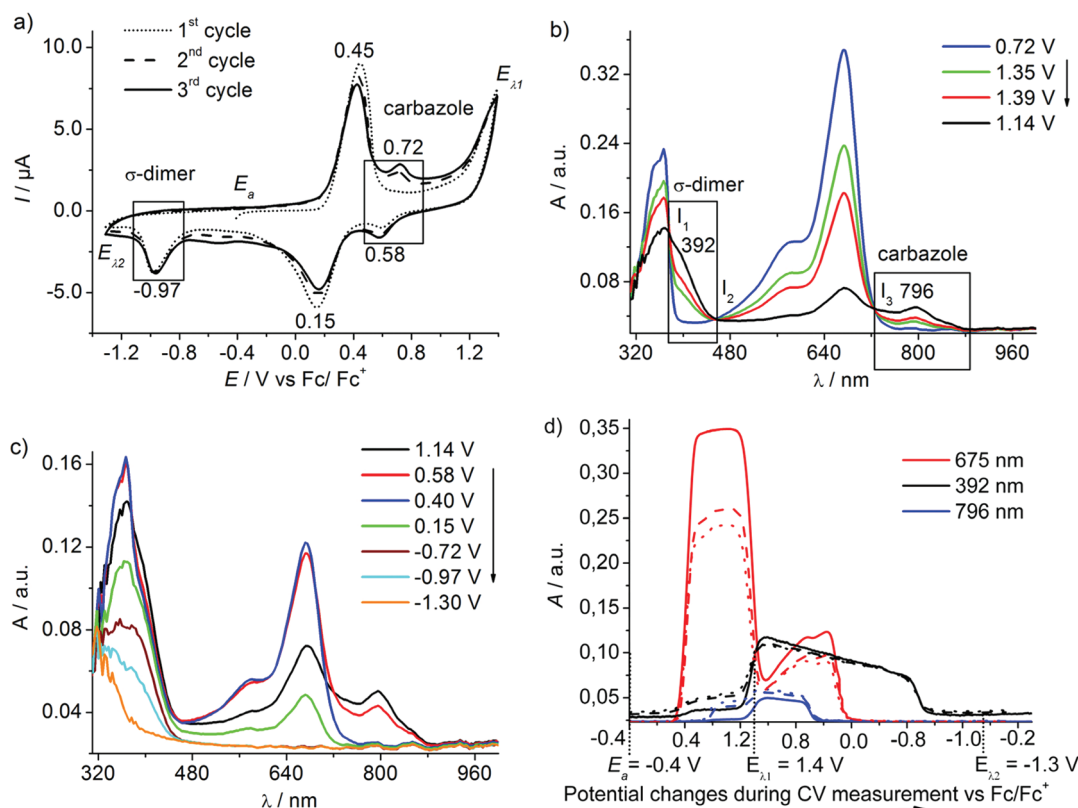 a)
1st cycle
2nd cycle
3rd cycle
0.45
Eλ1
carbazole
0.72
σ-dimer
Ea
Eλ2
-0.97
0.15
0.58
10.0
5.0
0.0
-5.0
I / µA
-1.2 -0.8 -0.4 0.0 0.4 0.8 1.2
E / V vs Fc/ Fc+
b)
0.72 V
1.35 V
1.39 V
1.14 V
σ-dimer
I1
392
I2
carbazole
I3 796
0.32
0.24
0.16
0.08
A / a.u.
320 480 640 800 960
λ / nm
c)
1.14 V
0.58 V
0.40 V
0.15 V
-0.72 V
-0.97 V
-1.30 V
0.16
0.12
0.08
0.04
A / a.u.
320 480 640 800 960
λ / nm
d)
675 nm
392 nm
796 nm
0,35
0,30
0,25
0,20
0,15
0,10
0,05
A / a.u.
-0.4 0.4 1.2 0.8 0.0 -0.8 -1.0 -0.2
Ea = -0.4 V Eλ1 = 1.4 V Eλ2 = -1.3 V
Potential changes during CV measurement vs Fc/Fc+